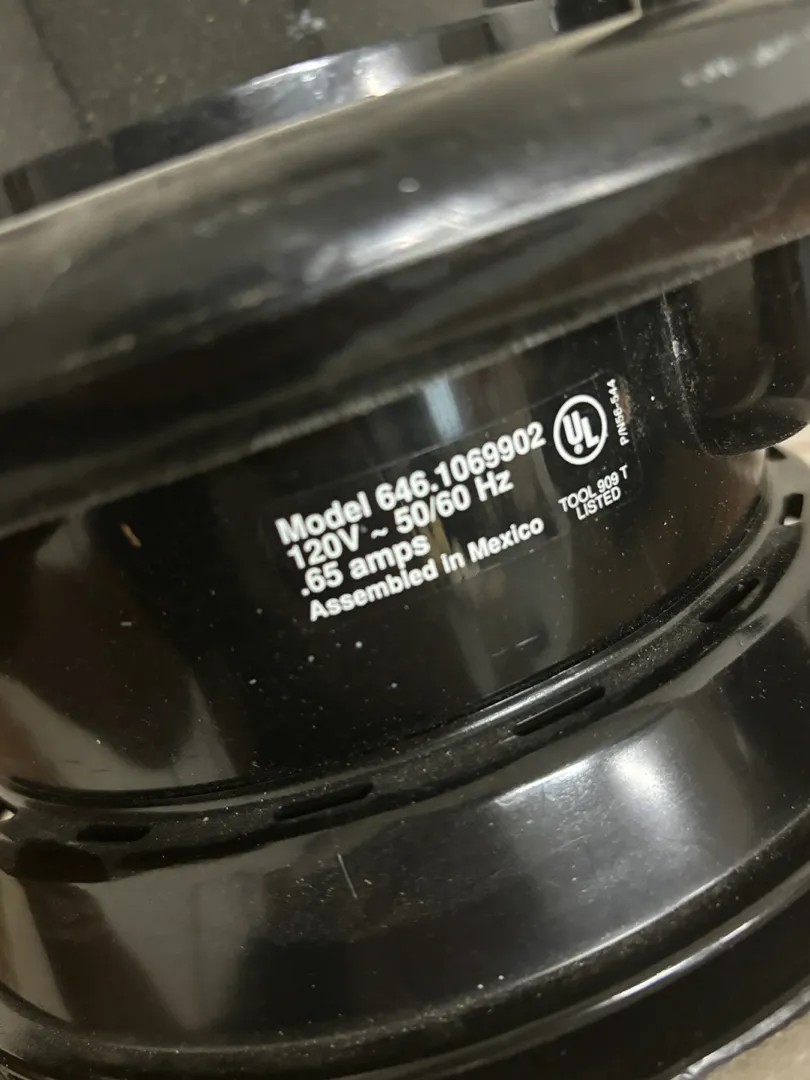 Model 646.1069902
120V ~ 50/60 Hz
.65 amps
Assembled in Mexico
UL
TOOL 909 T
LISTED
P/N56-544